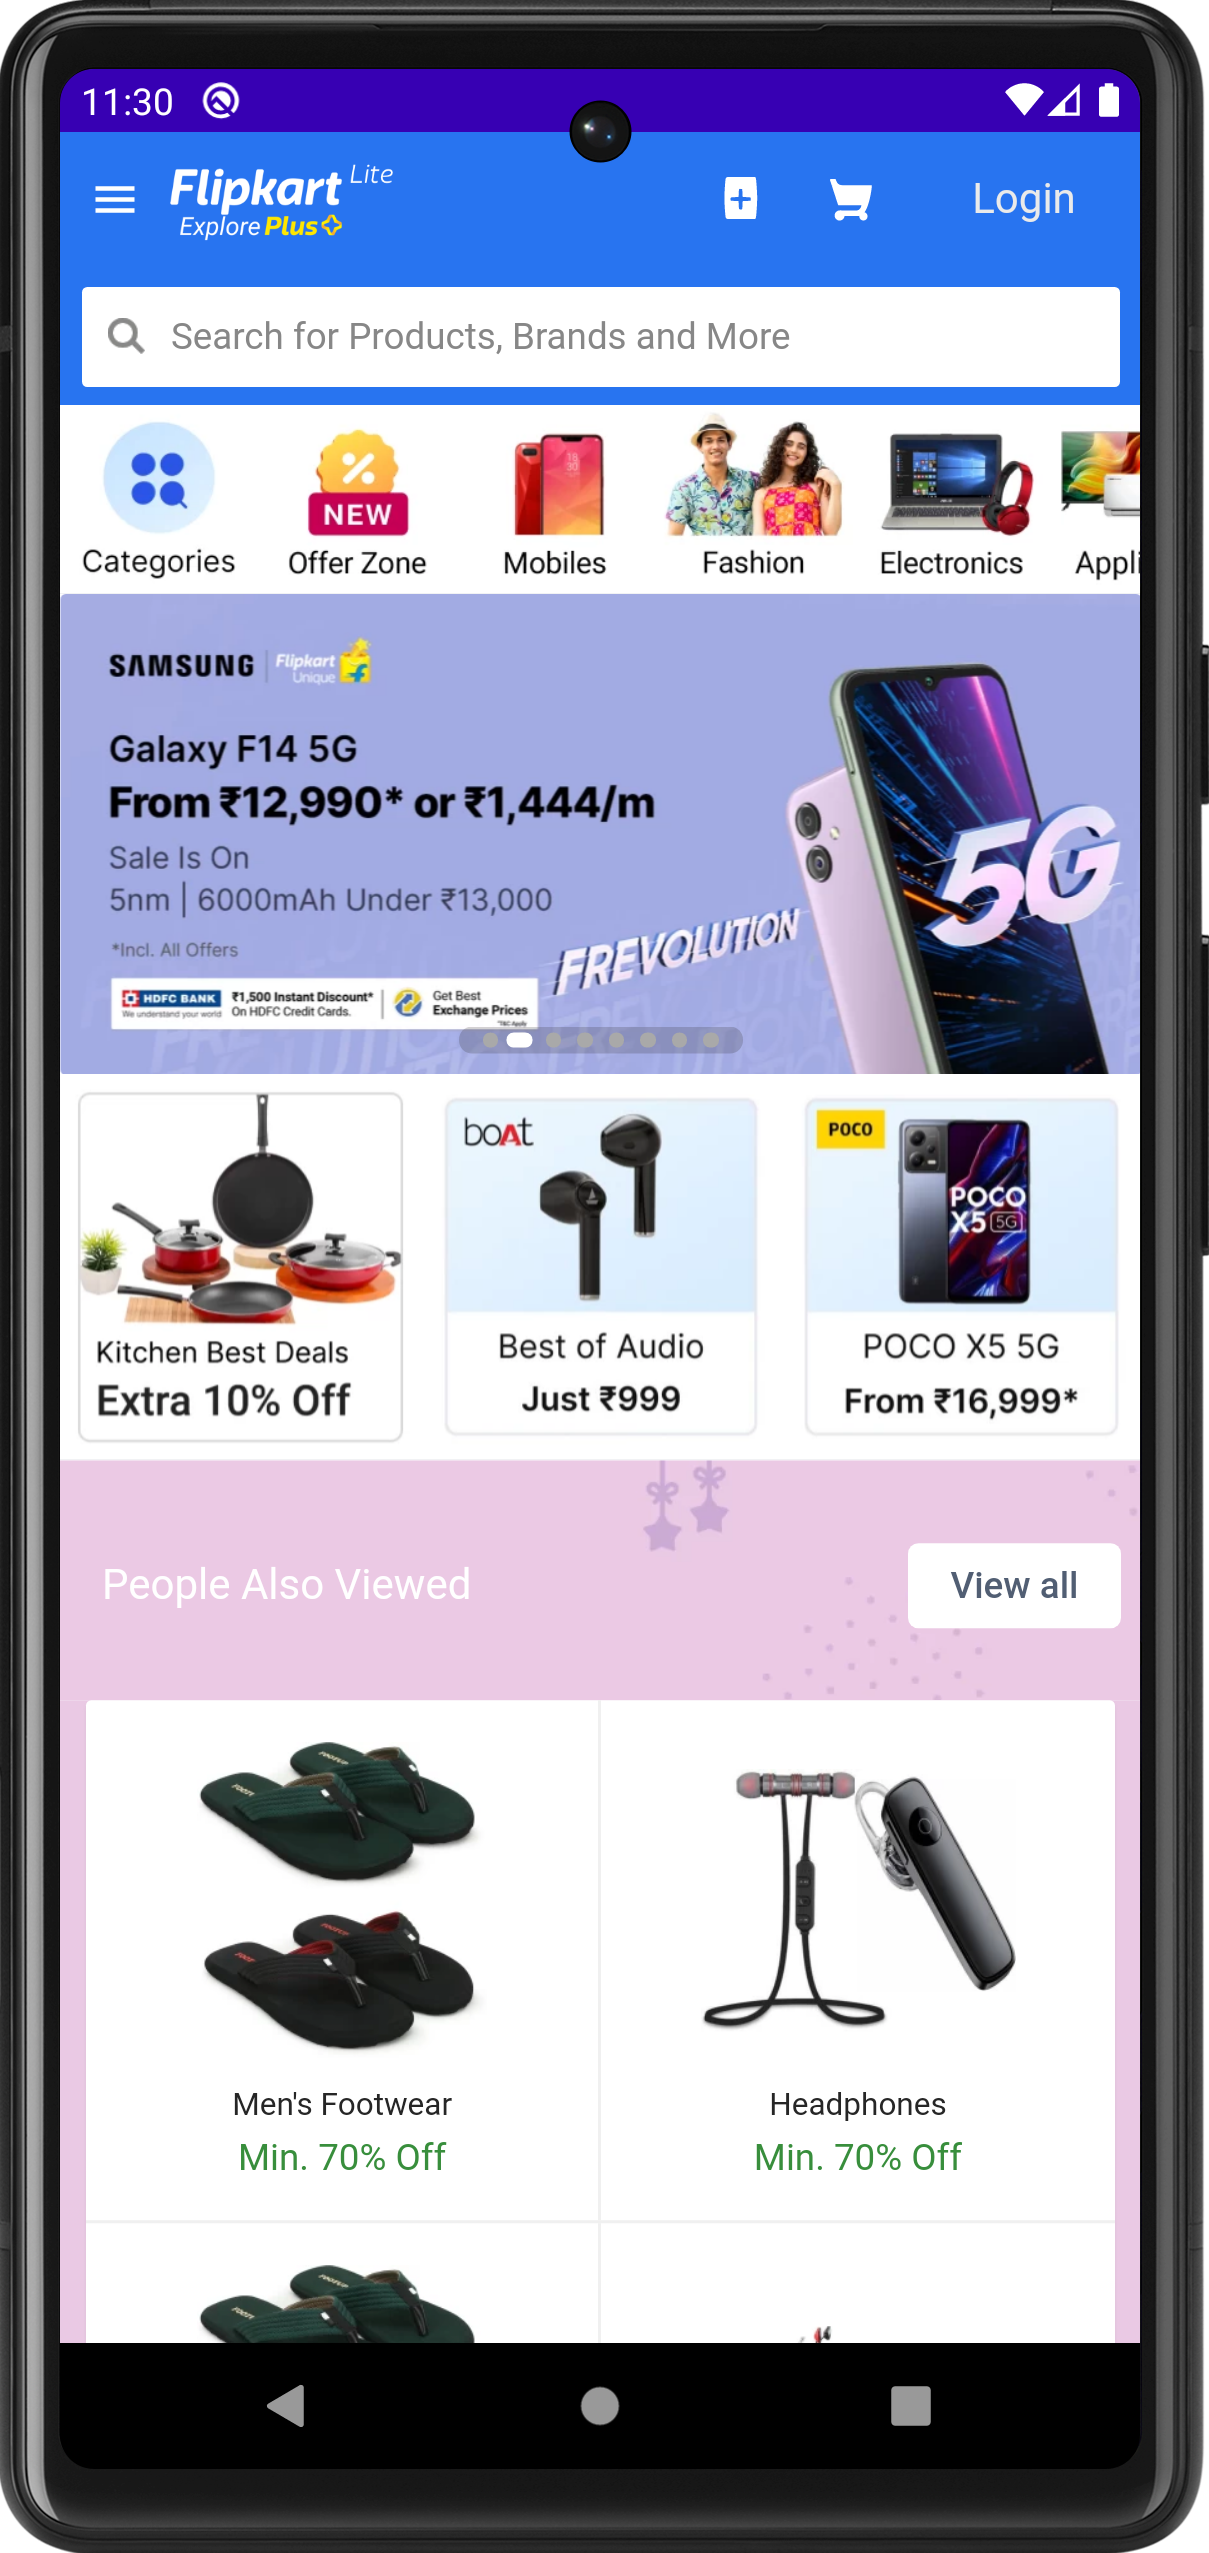 11:30
Flipkart Lite
Explore Plus
Login
Search for Products, Brands and More
NEW
18
30
Categories
Offer Zone
Mobiles
Fashion
Electronics
Appli
SAMSUNG
Flipkart
Unique
Galaxy F14 5G
From ₹12,990* or ₹1,444/m
Sale Is On
5nm | 6000mAh Under ₹13,000
*Incl. All Offers
FREVOLUTION
5G
HDFC BANK
We understand your world
₹1,500 Instant Discount*
On HDFC Credit Cards.
Get Best
Exchange Prices
*T&C Apply
Kitchen Best Deals
Extra 10% Off
boAt
Best of Audio
Just ₹999
POCO
POCO
X5 5G
POCO X5 5G
From ₹16,999*
People Also Viewed
View all
Men's Footwear
Min. 70% Off
Headphones
Min. 70% Off